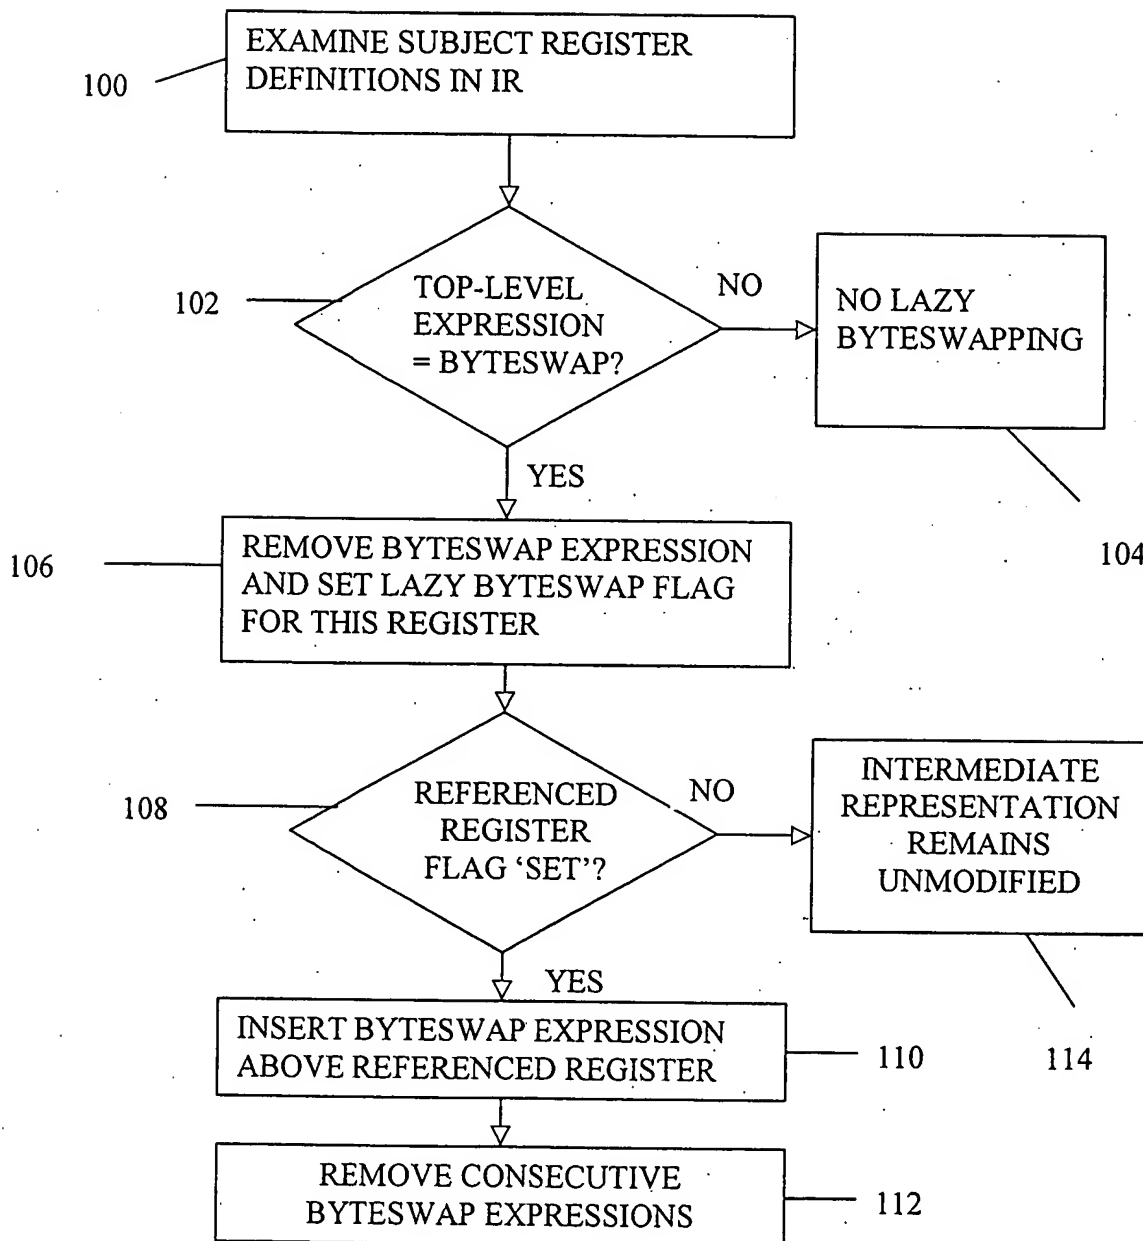 EXAMINE SUBJECT REGISTER
DEFINITIONS IN IR
100
TOP-LEVEL
EXPRESSION
= BYTESWAP?
102
NO
NO LAZY
BYTESWAPPING
104
YES
REMOVE BYTESWAP EXPRESSION
AND SET LAZY BYTESWAP FLAG
FOR THIS REGISTER
106
REFERENCED
REGISTER
FLAG ‘SET’?
108
NO
INTERMEDIATE
REPRESENTATION
REMAINS
UNMODIFIED
114
YES
INSERT BYTESWAP EXPRESSION
ABOVE REFERENCED REGISTER
110
REMOVE CONSECUTIVE
BYTESWAP EXPRESSIONS
112